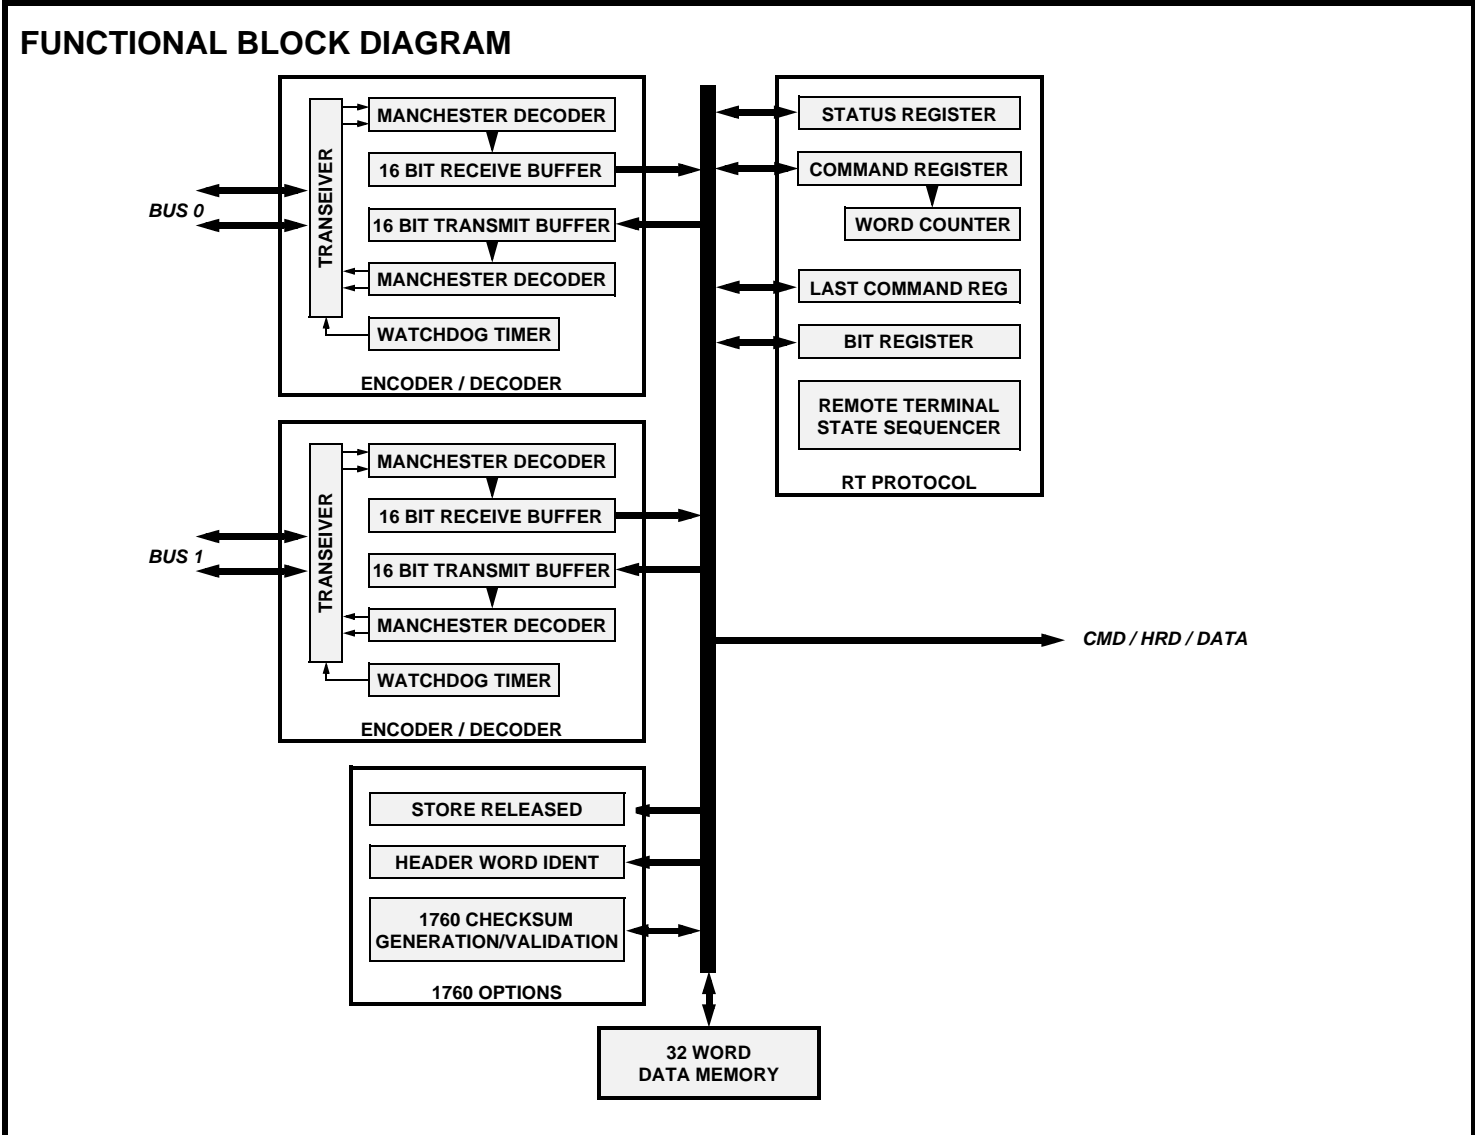 FUNCTIONAL BLOCK DIAGRAM
BUS 0
TRANSEIVER
MANCHESTER DECODER
16 BIT RECEIVE BUFFER
16 BIT TRANSMIT BUFFER
MANCHESTER DECODER
WATCHDOG TIMER
ENCODER / DECODER
BUS 1
TRANSEIVER
MANCHESTER DECODER
16 BIT RECEIVE BUFFER
16 BIT TRANSMIT BUFFER
MANCHESTER DECODER
WATCHDOG TIMER
ENCODER / DECODER
STORE RELEASED
HEADER WORD IDENT
1760 CHECKSUM
GENERATION/VALIDATION
1760 OPTIONS
STATUS REGISTER
COMMAND REGISTER
WORD COUNTER
LAST COMMAND REG
BIT REGISTER
REMOTE TERMINAL
STATE SEQUENCER
RT PROTOCOL
CMD / HRD / DATA
32 WORD
DATA MEMORY